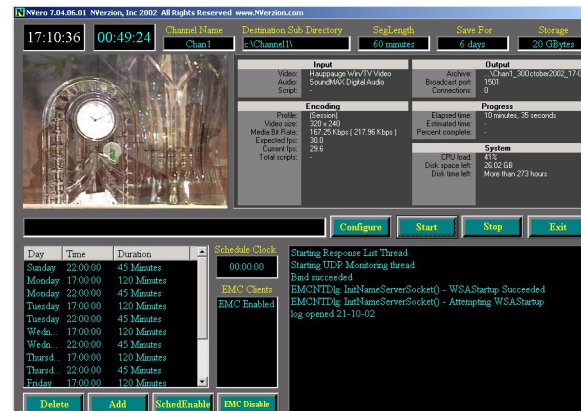 NVero 7.04.06.01 NVerzion, Inc 2002 All Rights Reserved www.NVerzion.com
17:10:36
00:49:24
Channel Name
Chan1
Destination Sub Directory
c:\Channel1\
SegLength
60 minutes
Save For
6 days
Storage
20 GBytes
Input
Video: Hauppauge Win/TV Video
Audio: SoundMAX Digital Audio
Script: -
Output
Archive: ...\Chan1_30October2002_17-0
Broadcast port: 1501
Connections: 0
Encoding
Profile: (Session)
Video size: 320 x 240
Media Bit Rate: 167.25 Kbps ( 217.96 Kbps )
Expected fps: 30.0
Current fps: 29.6
Total scripts: -
Progress
Elapsed time: 10 minutes, 35 seconds
Estimated time: -
Percent complete: -
System
CPU load: 41%
Disk space left: 26.02 GB
Disk time left: More than 273 hours
Configure
Start
Stop
Exit
Day Time Duration
Sunday 22:00:00 45 Minutes
Monday 17:00:00 120 Minutes
Monday 22:00:00 45 Minutes
Tuesday 17:00:00 120 Minutes
Tuesday 22:00:00 45 Minutes
Wedn... 17:00:00 120 Minutes
Wedn... 22:00:00 45 Minutes
Thursd... 17:00:00 120 Minutes
Thursd... 22:00:00 45 Minutes
Friday 17:00:00 120 Minutes
Delete
Add
SchedEnable
Schedule Clock
00:00:00
EMC Clients
EMC Enabled
EMC Disable
Starting Response List Thread
Starting UDP Monitoring thread
Bind succeeded
EMCNTDlg: InitNameServerSocket() - WSAStartup Succeeded
EMCNTDlg: InitNameServerSocket() - Attempting WSAStartup
log opened 21-10-02